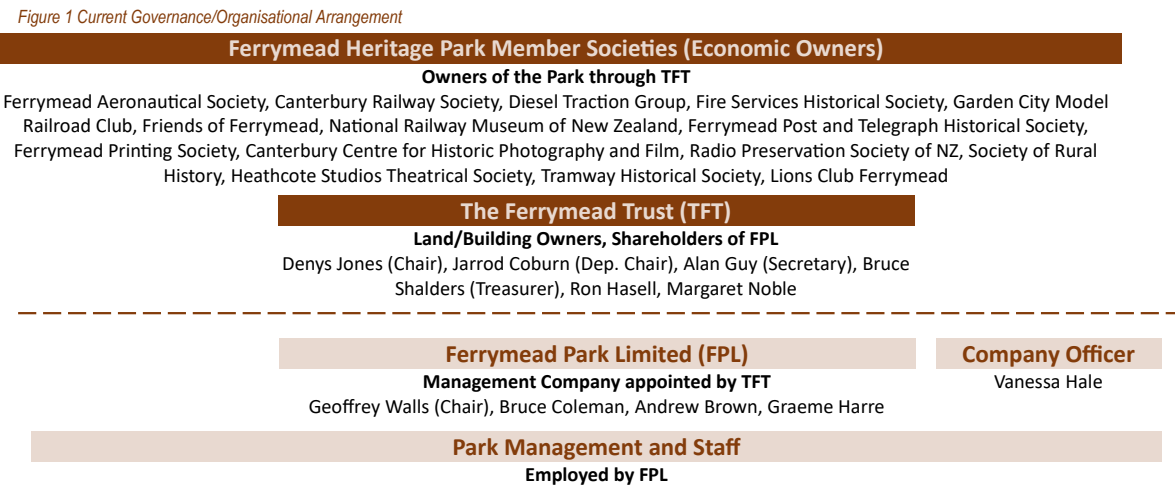 Figure 1 Current Governance/Organisational Arrangement
Ferrymead Heritage Park Member Societies (Economic Owners)
Owners of the Park through TFT
Ferrymead Aeronautical Society, Canterbury Railway Society, Diesel Traction Group, Fire Services Historical Society, Garden City Model
Railroad Club, Friends of Ferrymead, National Railway Museum of New Zealand, Ferrymead Post and Telegraph Historical Society,
Ferrymead Printing Society, Canterbury Centre for Historic Photography and Film, Radio Preservation Society of NZ, Society of Rural
History, Heathcote Studios Theatrical Society, Tramway Historical Society, Lions Club Ferrymead
The Ferrymead Trust (TFT)
Land/Building Owners, Shareholders of FPL
Denys Jones (Chair), Jarrod Coburn (Dep. Chair), Alan Guy (Secretary), Bruce
Shalders (Treasurer), Ron Hasell, Margaret Noble
Ferrymead Park Limited (FPL)
Management Company appointed by TFT
Geoffrey Walls (Chair), Bruce Coleman, Andrew Brown, Graeme Harre
Company Officer
Vanessa Hale
Park Management and Staff
Employed by FPL